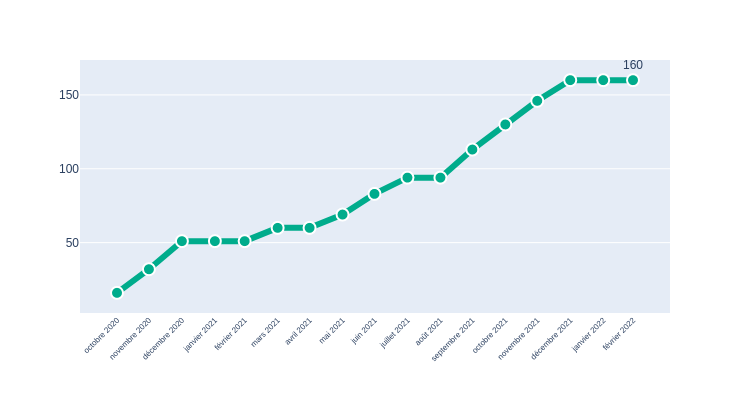 160
150
100
50
octobre 2020
novembre 2020
décembre 2020
janvier 2021
février 2021
mars 2021
avril 2021
mai 2021
juin 2021
juillet 2021
août 2021
septembre 2021
octobre 2021
novembre 2021
décembre 2021
janvier 2022
février 2022